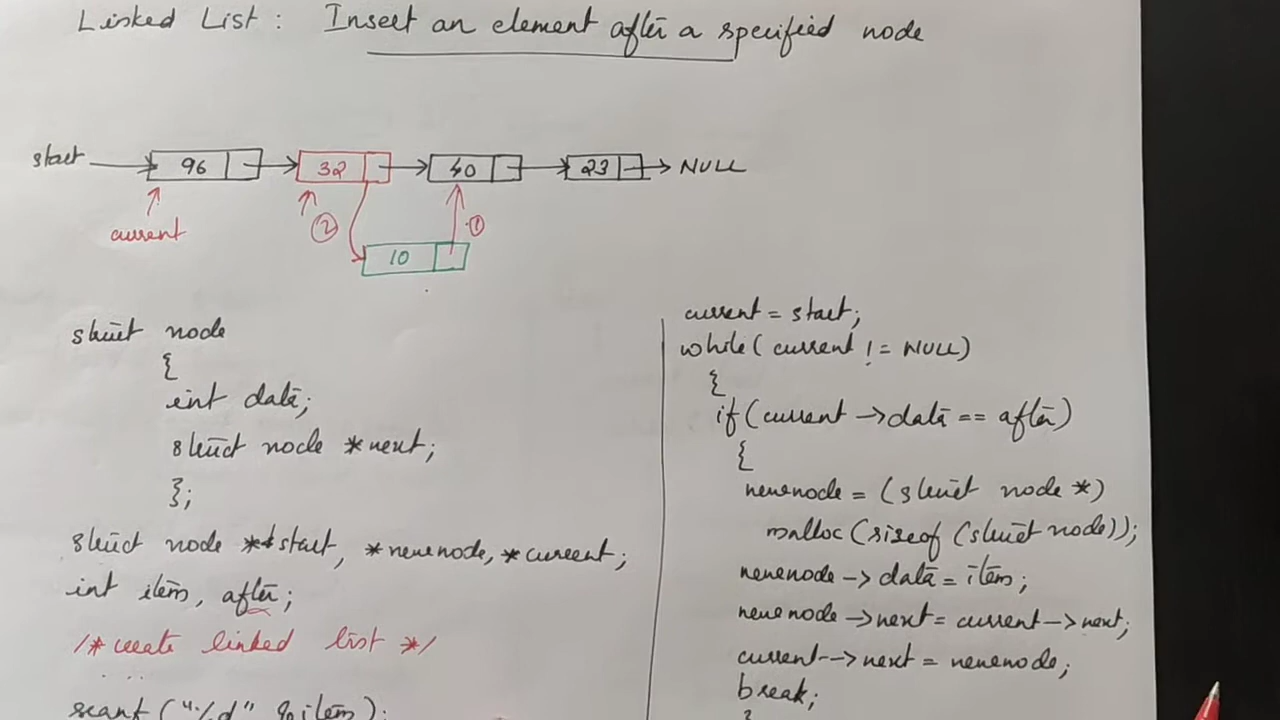 Linked List : Insert an element after a specified node
start 96 32 40 23 NULL
current 2 1
10
struct node
{
int data;
struct node *next;
};
struct node *start, *newnode, *current;
int item, after;
/* create linked list */
scanf ("%d" &item);
current = start;
while( current != NULL)
{
if (current ->data == after)
{
newnode = (struct node *)
malloc (sizeof (struct node));
newnode -> data = item;
newnode ->next = current ->next;
current ->next = newnode;
break;
}